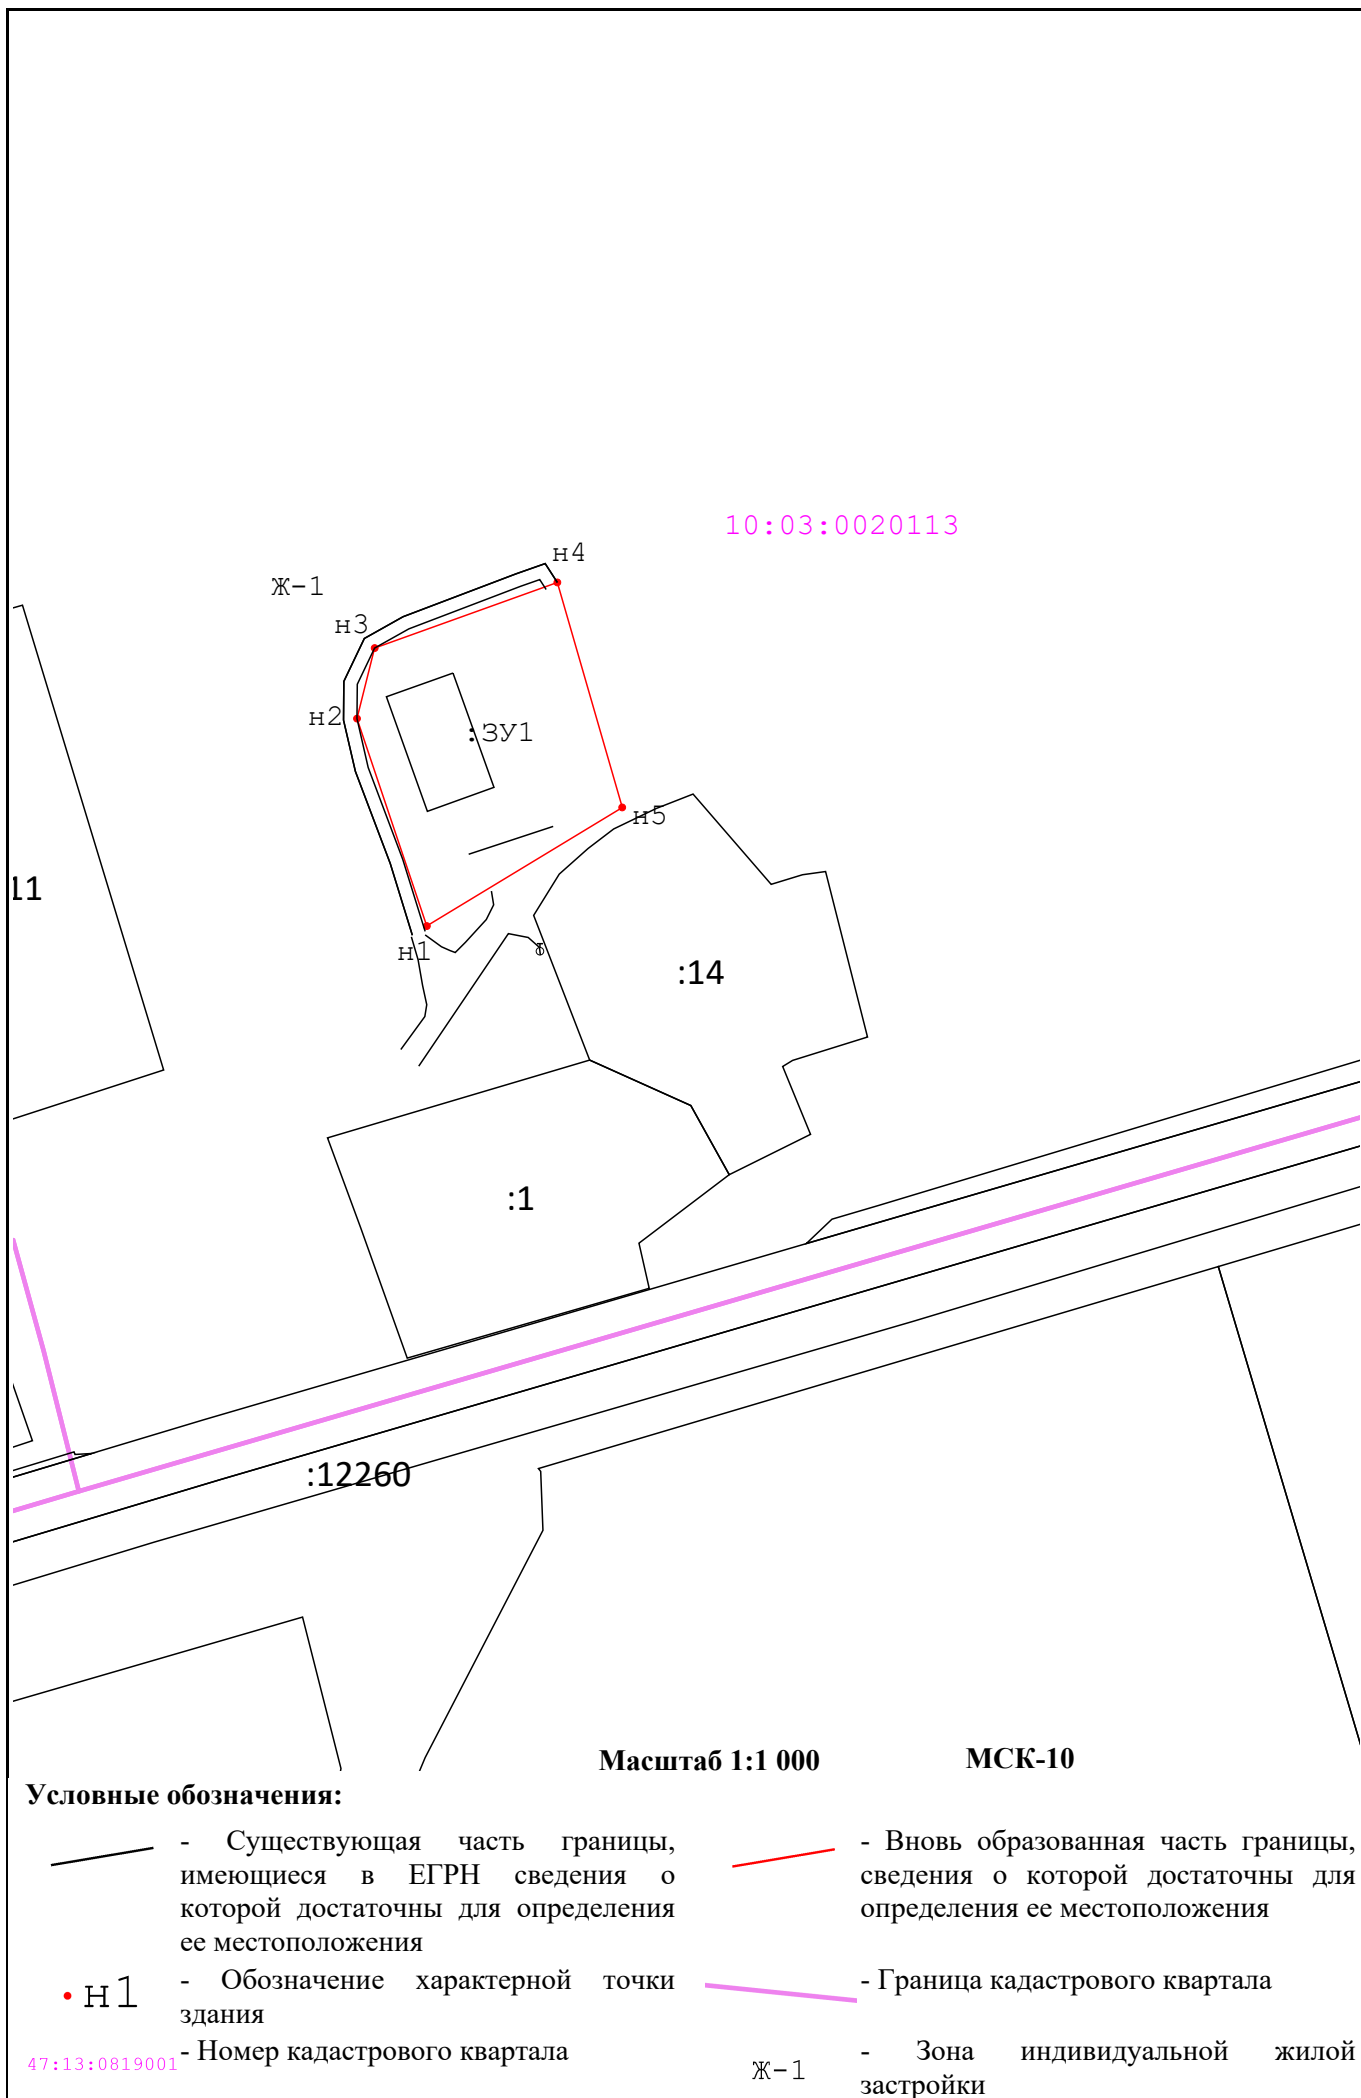 10:03:0020113
н4
Ж-1
н3
н2
:ЗУ1
н5
11
н1
:14
:1
:12260
Масштаб 1:1 000
МСК-10
Условные обозначения:
- Существующая часть границы,
имеющиеся в ЕГРН сведения о
которой достаточны для определения
ее местоположения
- Вновь образованная часть границы,
сведения о которой достаточны для
определения ее местоположения
н1
- Обозначение характерной точки
здания
- Граница кадастрового квартала
47:13:0819001
- Номер кадастрового квартала
Ж-1
- Зона индивидуальной жилой
застройки